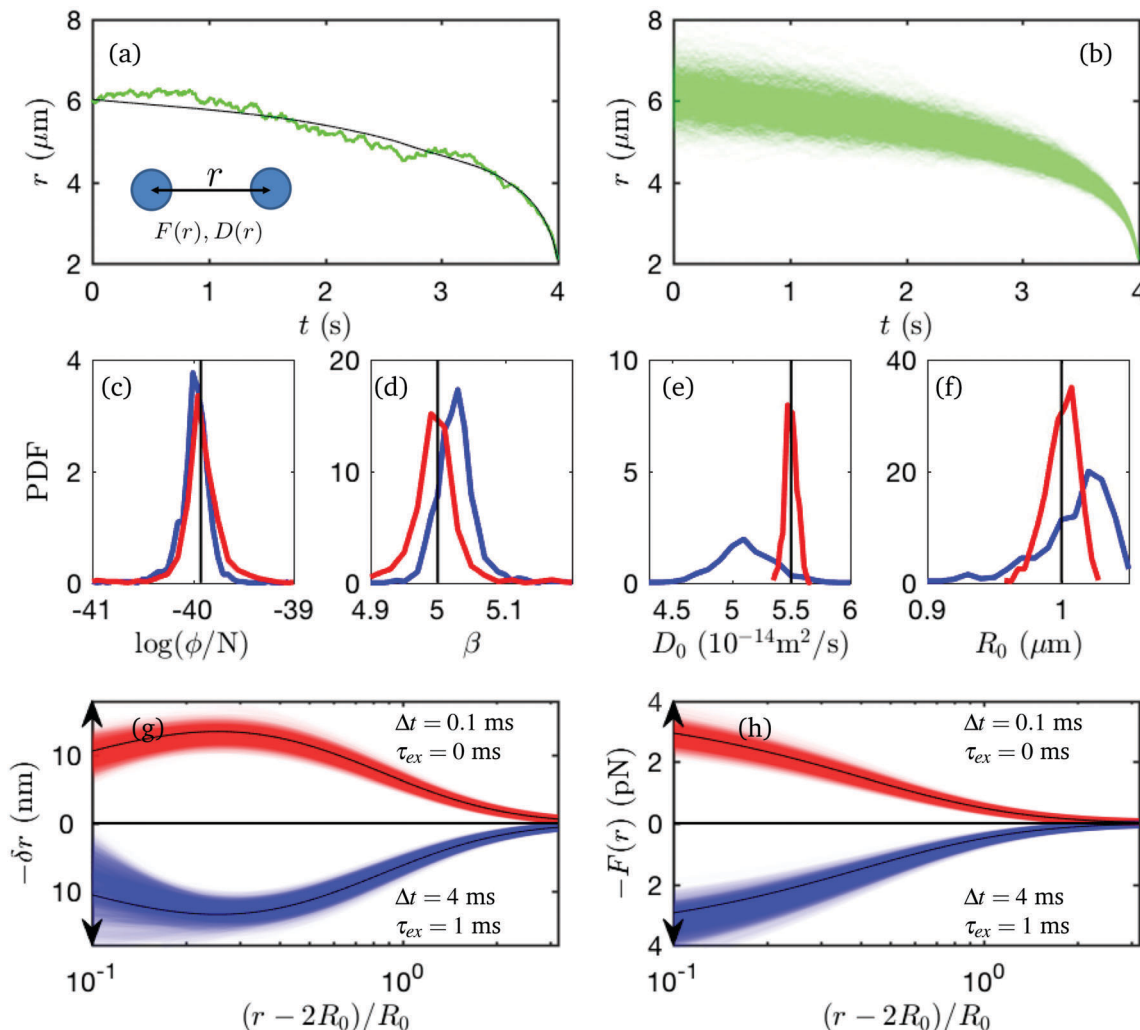 8
6
4
2
r (μm)
(a)
r
F(r), D(r)
0 1 2 3 4
t (s)
8
6
4
2
r (μm)
(b)
0 1 2 3 4
t (s)
PDF
4
2
0
(c)
-41 -40 -39
log(ϕ/N)
20
10
0
(d)
4.9 5 5.1
β
10
5
0
(e)
4.5 5 5.5 6
D₀ (10⁻¹⁴m²/s)
40
20
0
(f)
0.9 1
R₀ (μm)
−δr (nm)
10
0
10
(g)
Δt = 0.1 ms
τex = 0 ms
Δt = 4 ms
τex = 1 ms
10⁻¹ 10⁰
(r − 2R₀)/R₀
−F(r) (pN)
4
2
0
2
4
(h)
Δt = 0.1 ms
τex = 0 ms
Δt = 4 ms
τex = 1 ms
10⁻¹ 10⁰
(r − 2R₀)/R₀